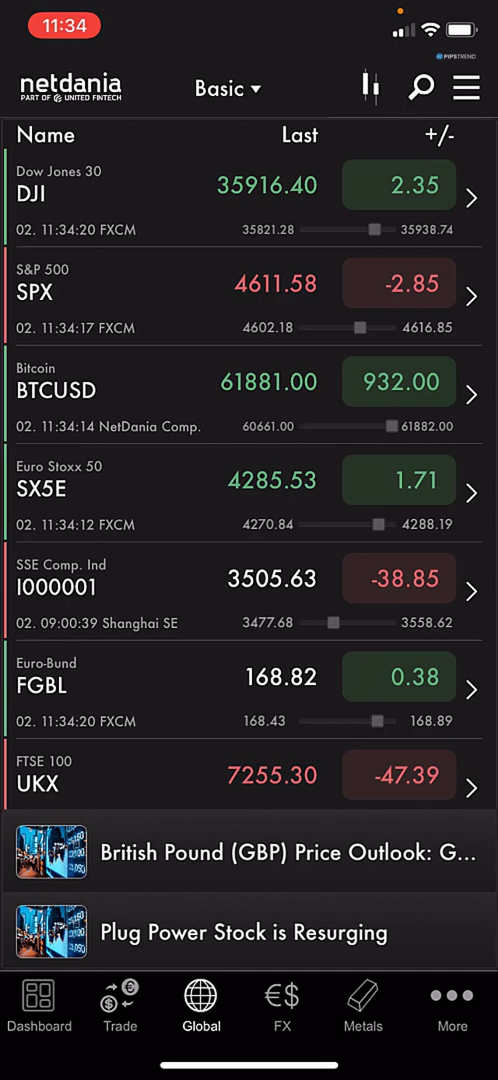 11:34
PIPSTREND
netdania
PART OF UNITED FINTECH
Basic
Name Last +/-
Dow Jones 30
DJI 35916.40 2.35
02. 11:34:20 FXCM 35821.28 35938.74
S&P 500
SPX 4611.58 -2.85
02. 11:34:17 FXCM 4602.18 4616.85
Bitcoin
BTCUSD 61881.00 932.00
02. 11:34:14 NetDania Comp. 60661.00 61882.00
Euro Stoxx 50
SX5E 4285.53 1.71
02. 11:34:12 FXCM 4270.84 4288.19
SSE Comp. Ind
I000001 3505.63 -38.85
02. 09:00:39 Shanghai SE 3477.68 3558.62
Euro-Bund
FGBL 168.82 0.38
02. 11:34:20 FXCM 168.43 168.89
FTSE 100
UKX 7255.30 -47.39
British Pound (GBP) Price Outlook: G...
Plug Power Stock is Resurging
Dashboard Trade Global FX Metals More